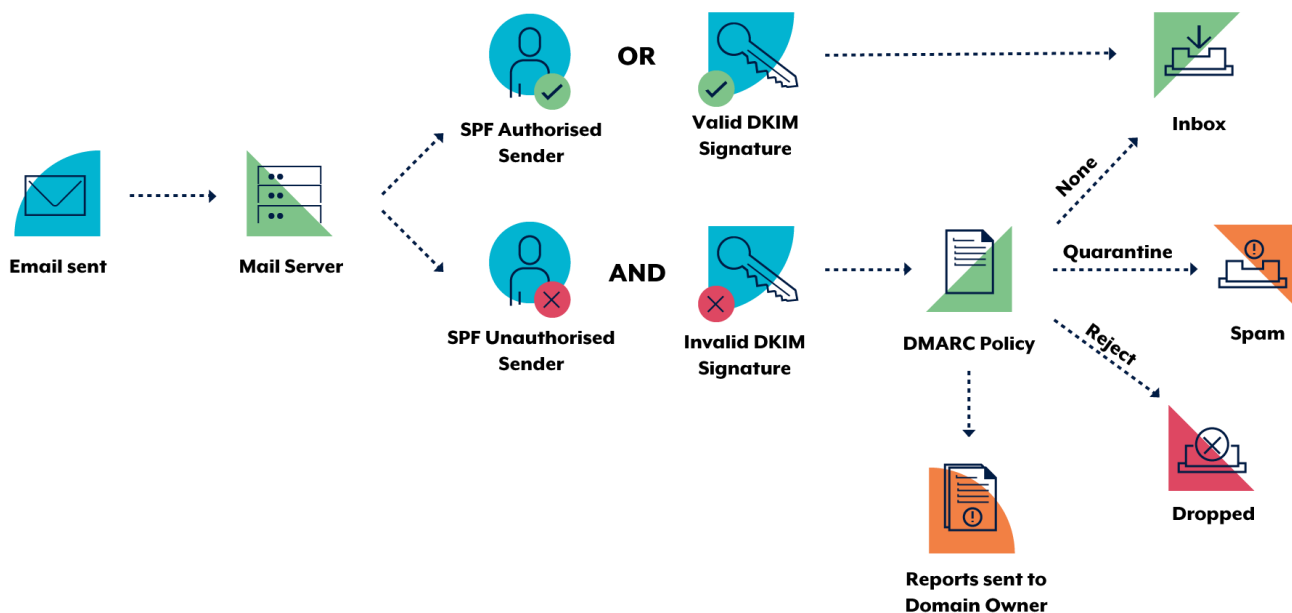 SPF Authorised
Sender
OR
Valid DKIM
Signature
Inbox
Email sent
Mail Server
None
Quarantine
Reject
SPF Unauthorised
Sender
AND
Invalid DKIM
Signature
DMARC Policy
Spam
Dropped
Reports sent to
Domain Owner